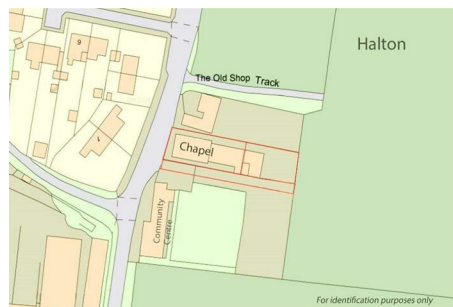 Halton
9
The Old Shop Track
1
Chapel
Community
Centre
For identification purposes only